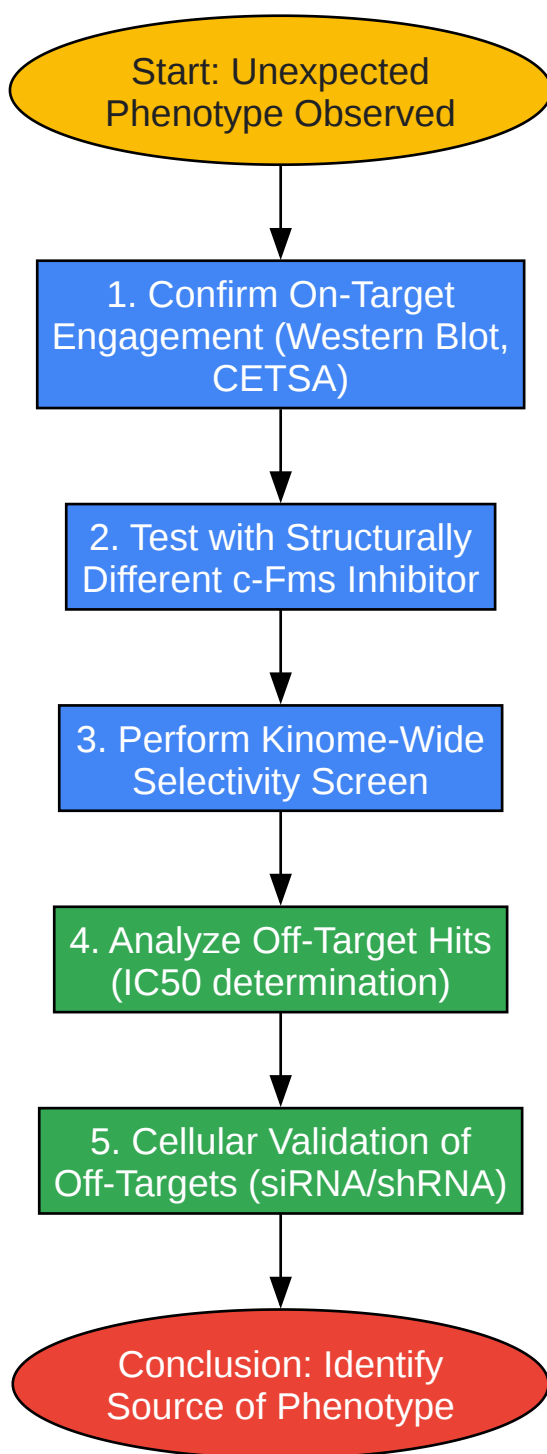 Start: Unexpected
Phenotype Observed
1. Confirm On-Target
Engagement (Western Blot,
CETSA)
2. Test with Structurally
Different c-Fms Inhibitor
3. Perform Kinome-Wide
Selectivity Screen
4. Analyze Off-Target Hits
(IC50 determination)
5. Cellular Validation of
Off-Targets (siRNA/shRNA)
Conclusion: Identify
Source of Phenotype